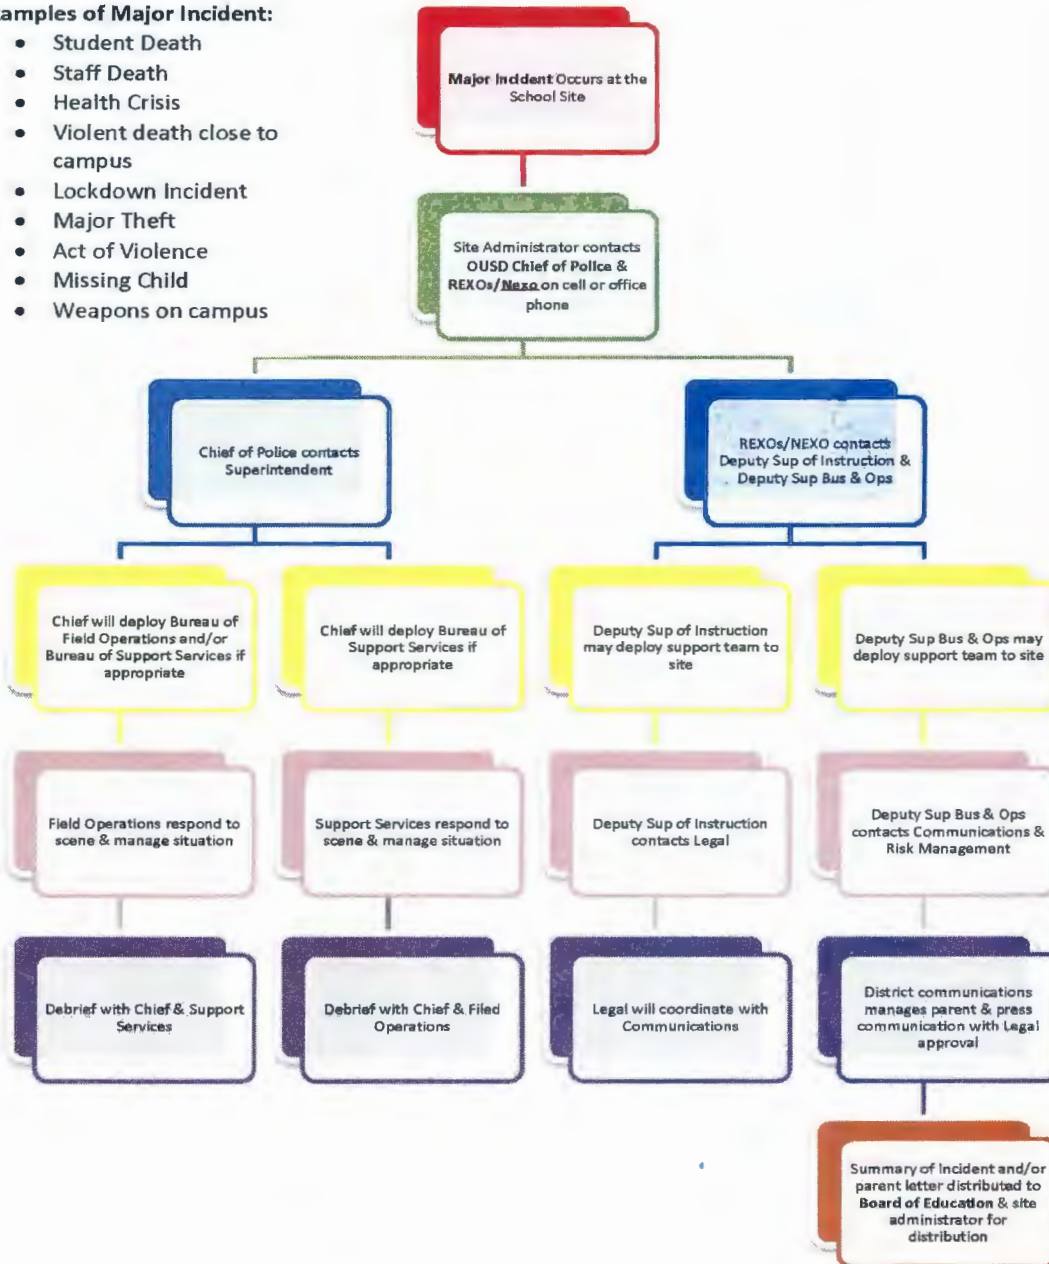 amples of Major Incident:
• Student Death
• Staff Death
• Health Crisis
• Violent death close to
campus
• Lockdown Incident
• Major Theft
• Act of Violence
• Missing Child
• Weapons on campus
Major Incident Occurs at the
School Site
Site Administrator contacts
OUSD Chief of Police &
REXOs/Nexo on cell or office
phone
Chief of Police contacts
Superintendent
REXOs/NEXO contacts
Deputy Sup of Instruction &
Deputy Sup Bus & Ops
Chief will deploy Bureau of
Field Operations and/or
Bureau of Support Services if
appropriate
Chief will deploy Bureau of
Support Services if
appropriate
Deputy Sup of Instruction
may deploy support team to
site
Deputy Sup Bus & Ops may
deploy support team to site
Field Operations respond to
scene & manage situation
Support Services respond to
scene & manage situation
Deputy Sup of Instruction
contacts Legal
Deputy Sup Bus & Ops
contacts Communications &
Risk Management
Debrief with Chief & Support
Services
Debrief with Chief & Filed
Operations
Legal will coordinate with
Communications
District communications
manages parent & press
communication with Legal
approval
Summary of Incident and/or
parent letter distributed to
Board of Education & site
administrator for
distribution